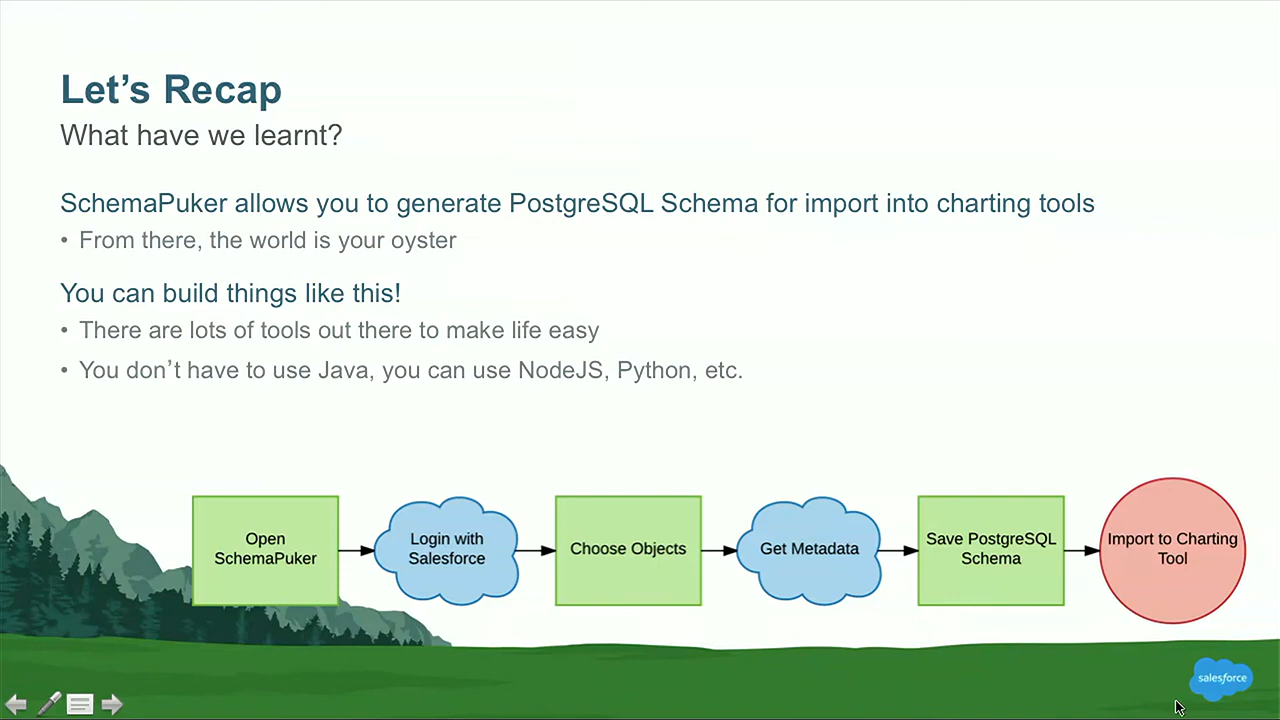 Let’s Recap
What have we learnt?
SchemaPuker allows you to generate PostgreSQL Schema for import into charting tools
• From there, the world is your oyster
You can build things like this!
• There are lots of tools out there to make life easy
• You don’t have to use Java, you can use NodeJS, Python, etc.
Open
SchemaPuker
Login with
Salesforce
Choose Objects
Get Metadata
Save PostgreSQL
Schema
Import to Charting
Tool
salesforce